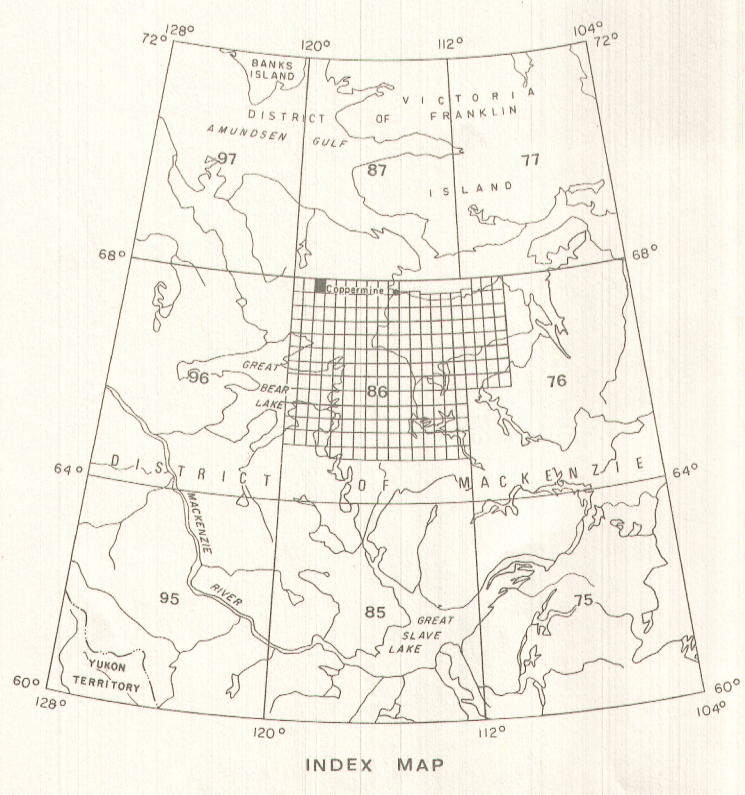 128°
72°
120°
112°
104°
72°
BANKS
ISLAND
VICTORIA
DISTRICT OF FRANKLIN
AMUNDSEN GULF
97
87
77
ISLAND
68°
68°
Coppermine
GREAT
BEAR
LAKE
96
86
76
64°
DISTRICT OF MACKENZIE
64°
MACKENZIE
RIVER
95
85
75
GREAT
SLAVE
LAKE
YUKON
TERRITORY
60°
128°
60°
104°
120°
112°
INDEX MAP